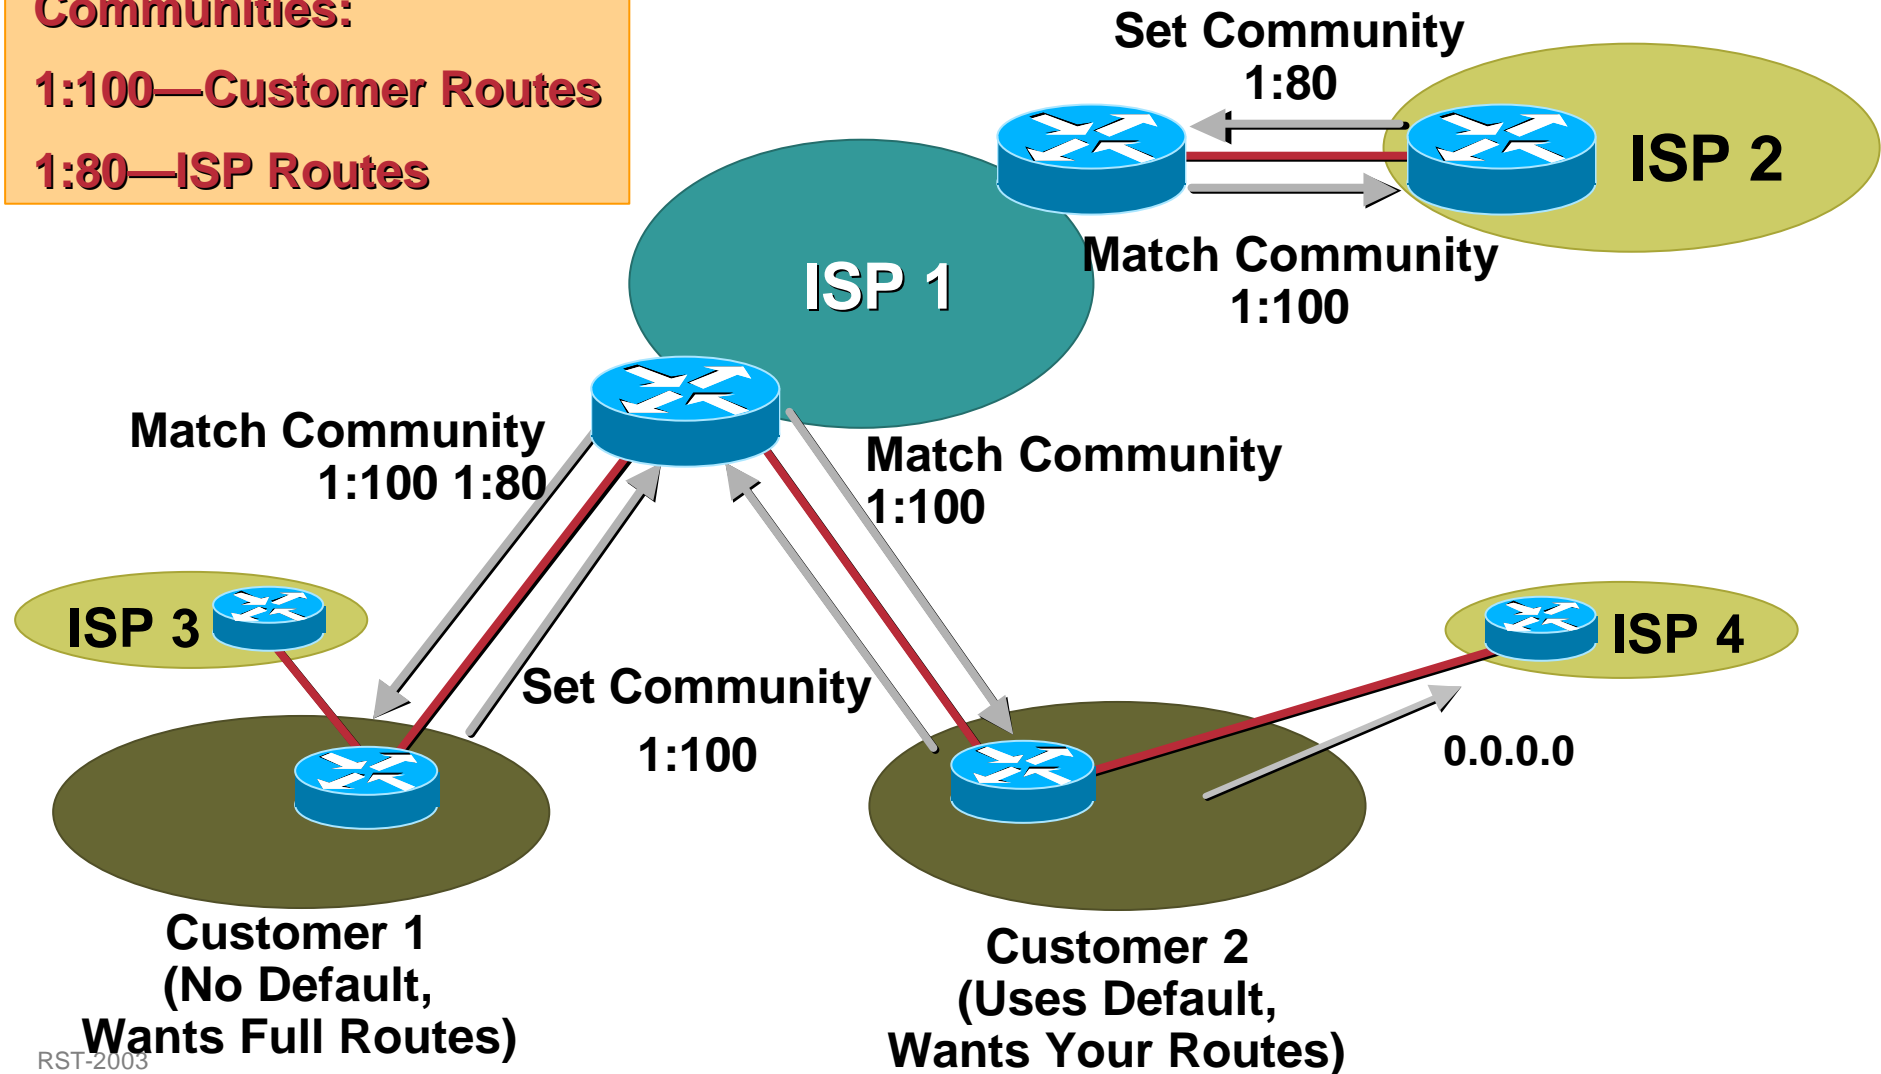 Communities:
1:100—Customer Routes
1:80—ISP Routes
Set Community
1:80
ISP 2
Match Community
1:100
ISP 1
Match Community
1:100 1:80
Match Community
1:100
ISP 3
Set Community
1:100
ISP 4
0.0.0.0
Customer 1
(No Default,
Wants Full Routes)
Customer 2
(Uses Default,
Wants Your Routes)
RST-2003